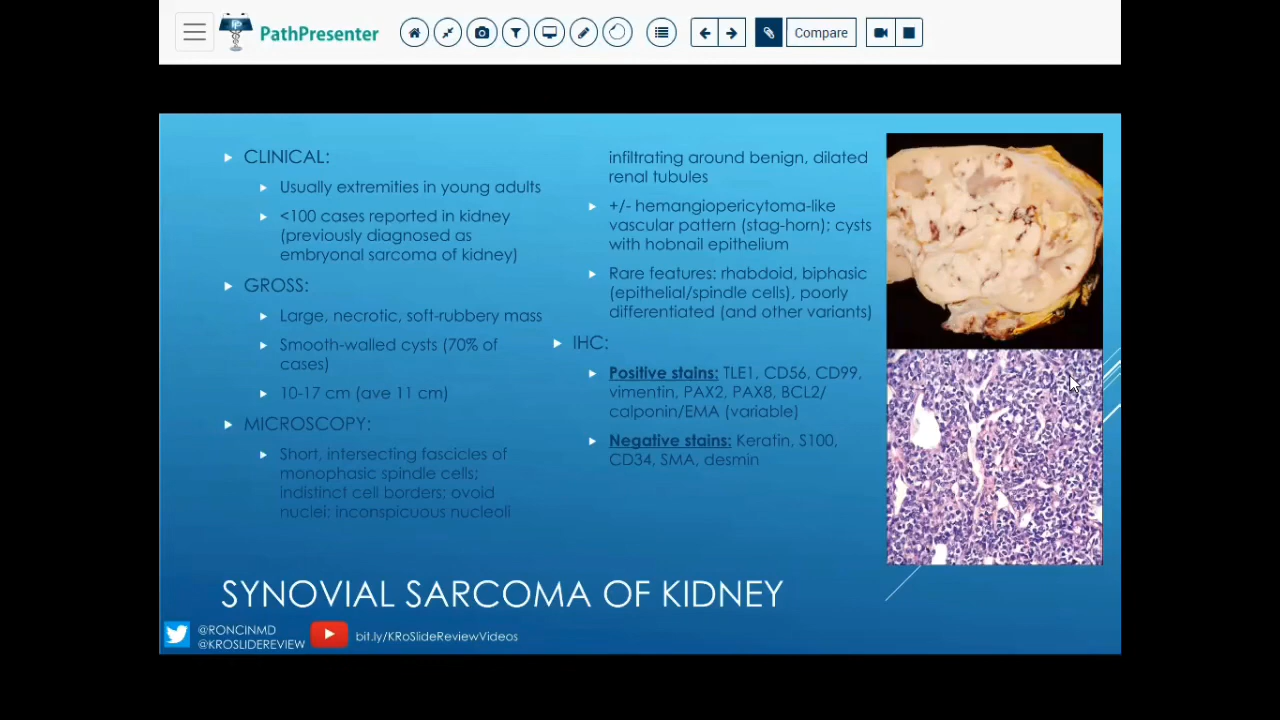 PathPresenter
Compare
CLINICAL:
Usually extremities in young adults
<100 cases reported in kidney
(previously diagnosed as
embryonal sarcoma of kidney)
GROSS:
Large, necrotic, soft-rubbery mass
Smooth-walled cysts (70% of
cases)
10-17 cm (ave 11 cm)
MICROSCOPY:
Short, intersecting fascicles of
monophasic spindle cells;
indistinct cell borders; ovoid
nuclei; inconspicuous nucleoli
infiltrating around benign, dilated
renal tubules
+/- hemangiopericytoma-like
vascular pattern (stag-horn); cysts
with hobnail epithelium
Rare features: rhabdoid, biphasic
(epithelial/spindle cells), poorly
differentiated (and other variants)
IHC:
Positive stains: TLE1, CD56, CD99,
vimentin, PAX2, PAX8, BCL2/
calponin/EMA (variable)
Negative stains: Keratin, S100,
CD34, SMA, desmin
SYNOVIAL SARCOMA OF KIDNEY
@RONCINMD
@KROSLIDEREVIEW
bit.ly/KRoSlideReviewVideos